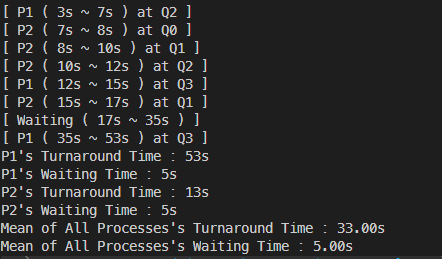 [ P1 ( 3s ~ 7s ) at Q2 ]
[ P2 ( 7s ~ 8s ) at Q0 ]
[ P2 ( 8s ~ 10s ) at Q1 ]
[ P2 ( 10s ~ 12s ) at Q2 ]
[ P1 ( 12s ~ 15s ) at Q3 ]
[ P2 ( 15s ~ 17s ) at Q1 ]
[ Waiting ( 17s ~ 35s ) ]
[ P1 ( 35s ~ 53s ) at Q3 ]
P1's Turnaround Time : 53s
P1's Waiting Time : 5s
P2's Turnaround Time : 13s
P2's Waiting Time : 5s
Mean of All Processes's Turnaround Time : 33.00s
Mean of All Processes's Waiting Time : 5.00s